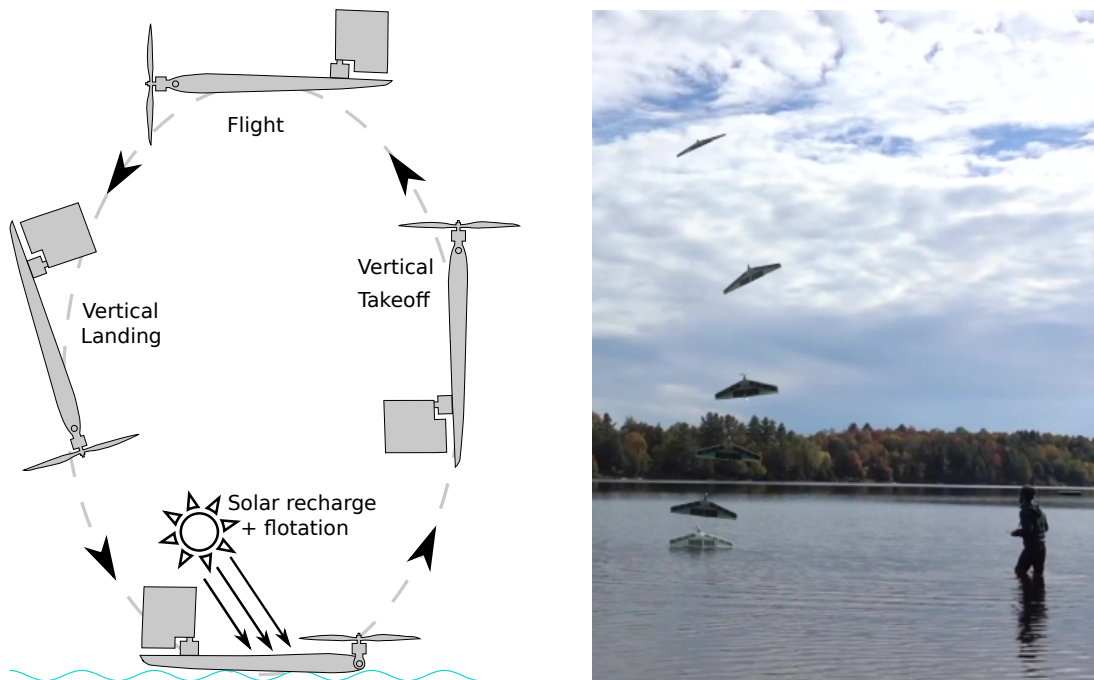 Flight
Vertical
Takeoff
Vertical
Landing
Solar recharge
+ flotation